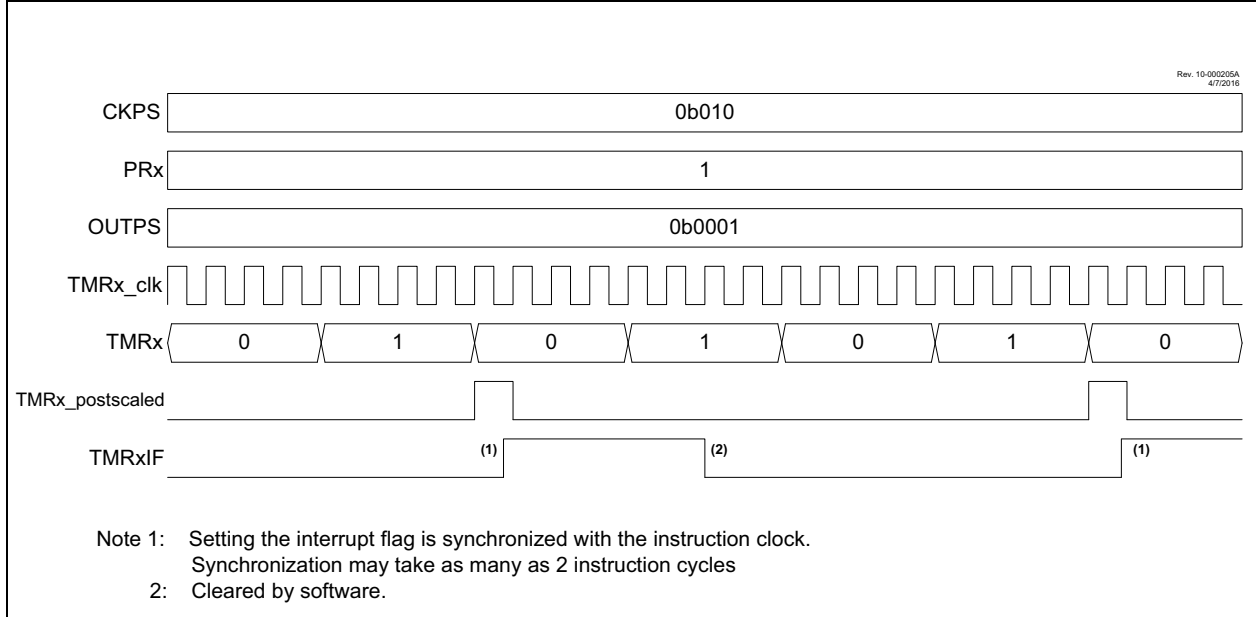 Rev. 10-000205A
4/7/2016
CKPS 0b010
PRx 1
OUTPS 0b0001
TMRx_clk
TMRx 0 1 0 1 0 1 0
TMRx_postscaled
TMRxIF (1) (2) (1)
Note 1: Setting the interrupt flag is synchronized with the instruction clock.
Synchronization may take as many as 2 instruction cycles
2: Cleared by software.